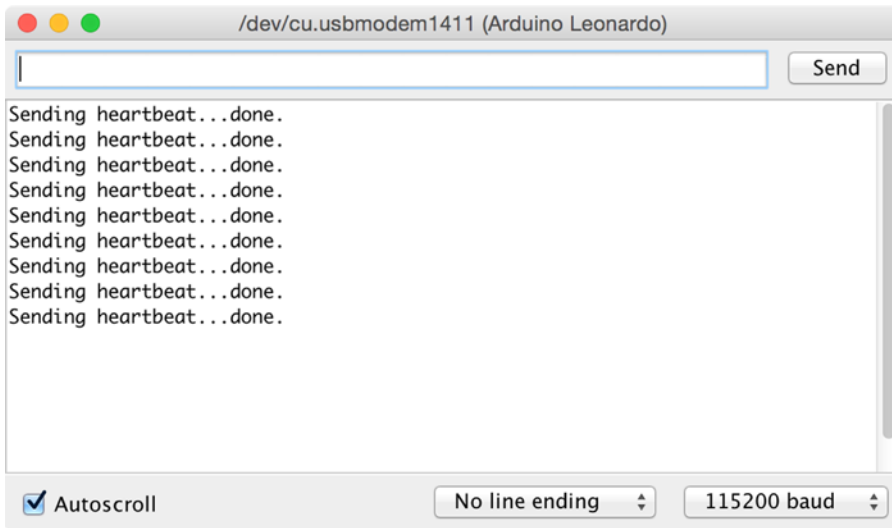 /dev/cu.usbmodem1411 (Arduino Leonardo)
Send
Sending heartbeat...done.
Sending heartbeat...done.
Sending heartbeat...done.
Sending heartbeat...done.
Sending heartbeat...done.
Sending heartbeat...done.
Sending heartbeat...done.
Sending heartbeat...done.
Sending heartbeat...done.
Autoscroll No line ending 115200 baud